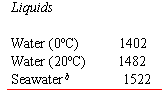 Liquids
Water (0ºC) 1402
Water (20ºC) 1482
Seawater b 1522